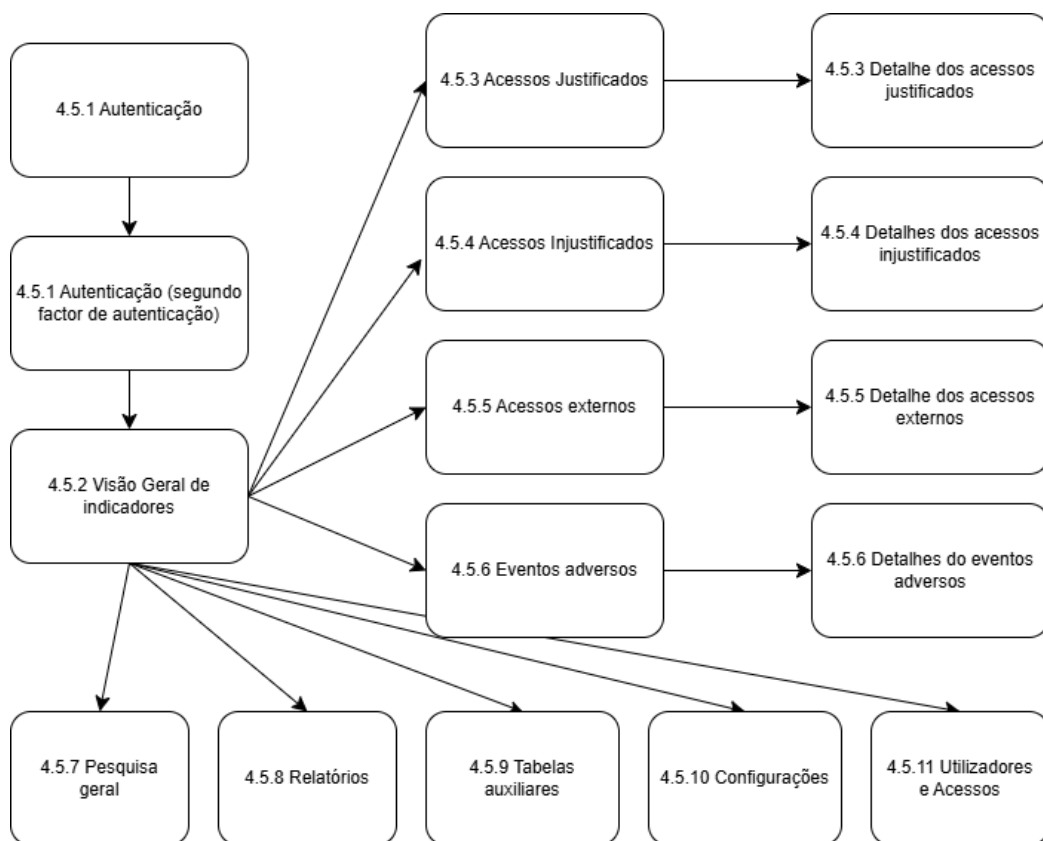 4.5.1 Autenticação
4.5.1 Autenticação (segundo
factor de autenticação)
4.5.2 Visão Geral de
indicadores
4.5.3 Acessos Justificados
4.5.3 Detalhe dos acessos
justificados
4.5.4 Acessos Injustificados
4.5.4 Detalhes dos acessos
injustificados
4.5.5 Acessos externos
4.5.5 Detalhe dos acessos
externos
4.5.6 Eventos adversos
4.5.6 Detalhes do eventos
adversos
4.5.7 Pesquisa
geral
4.5.8 Relatórios
4.5.9 Tabelas
auxiliares
4.5.10 Configurações
4.5.11 Utilizadores
e Acessos